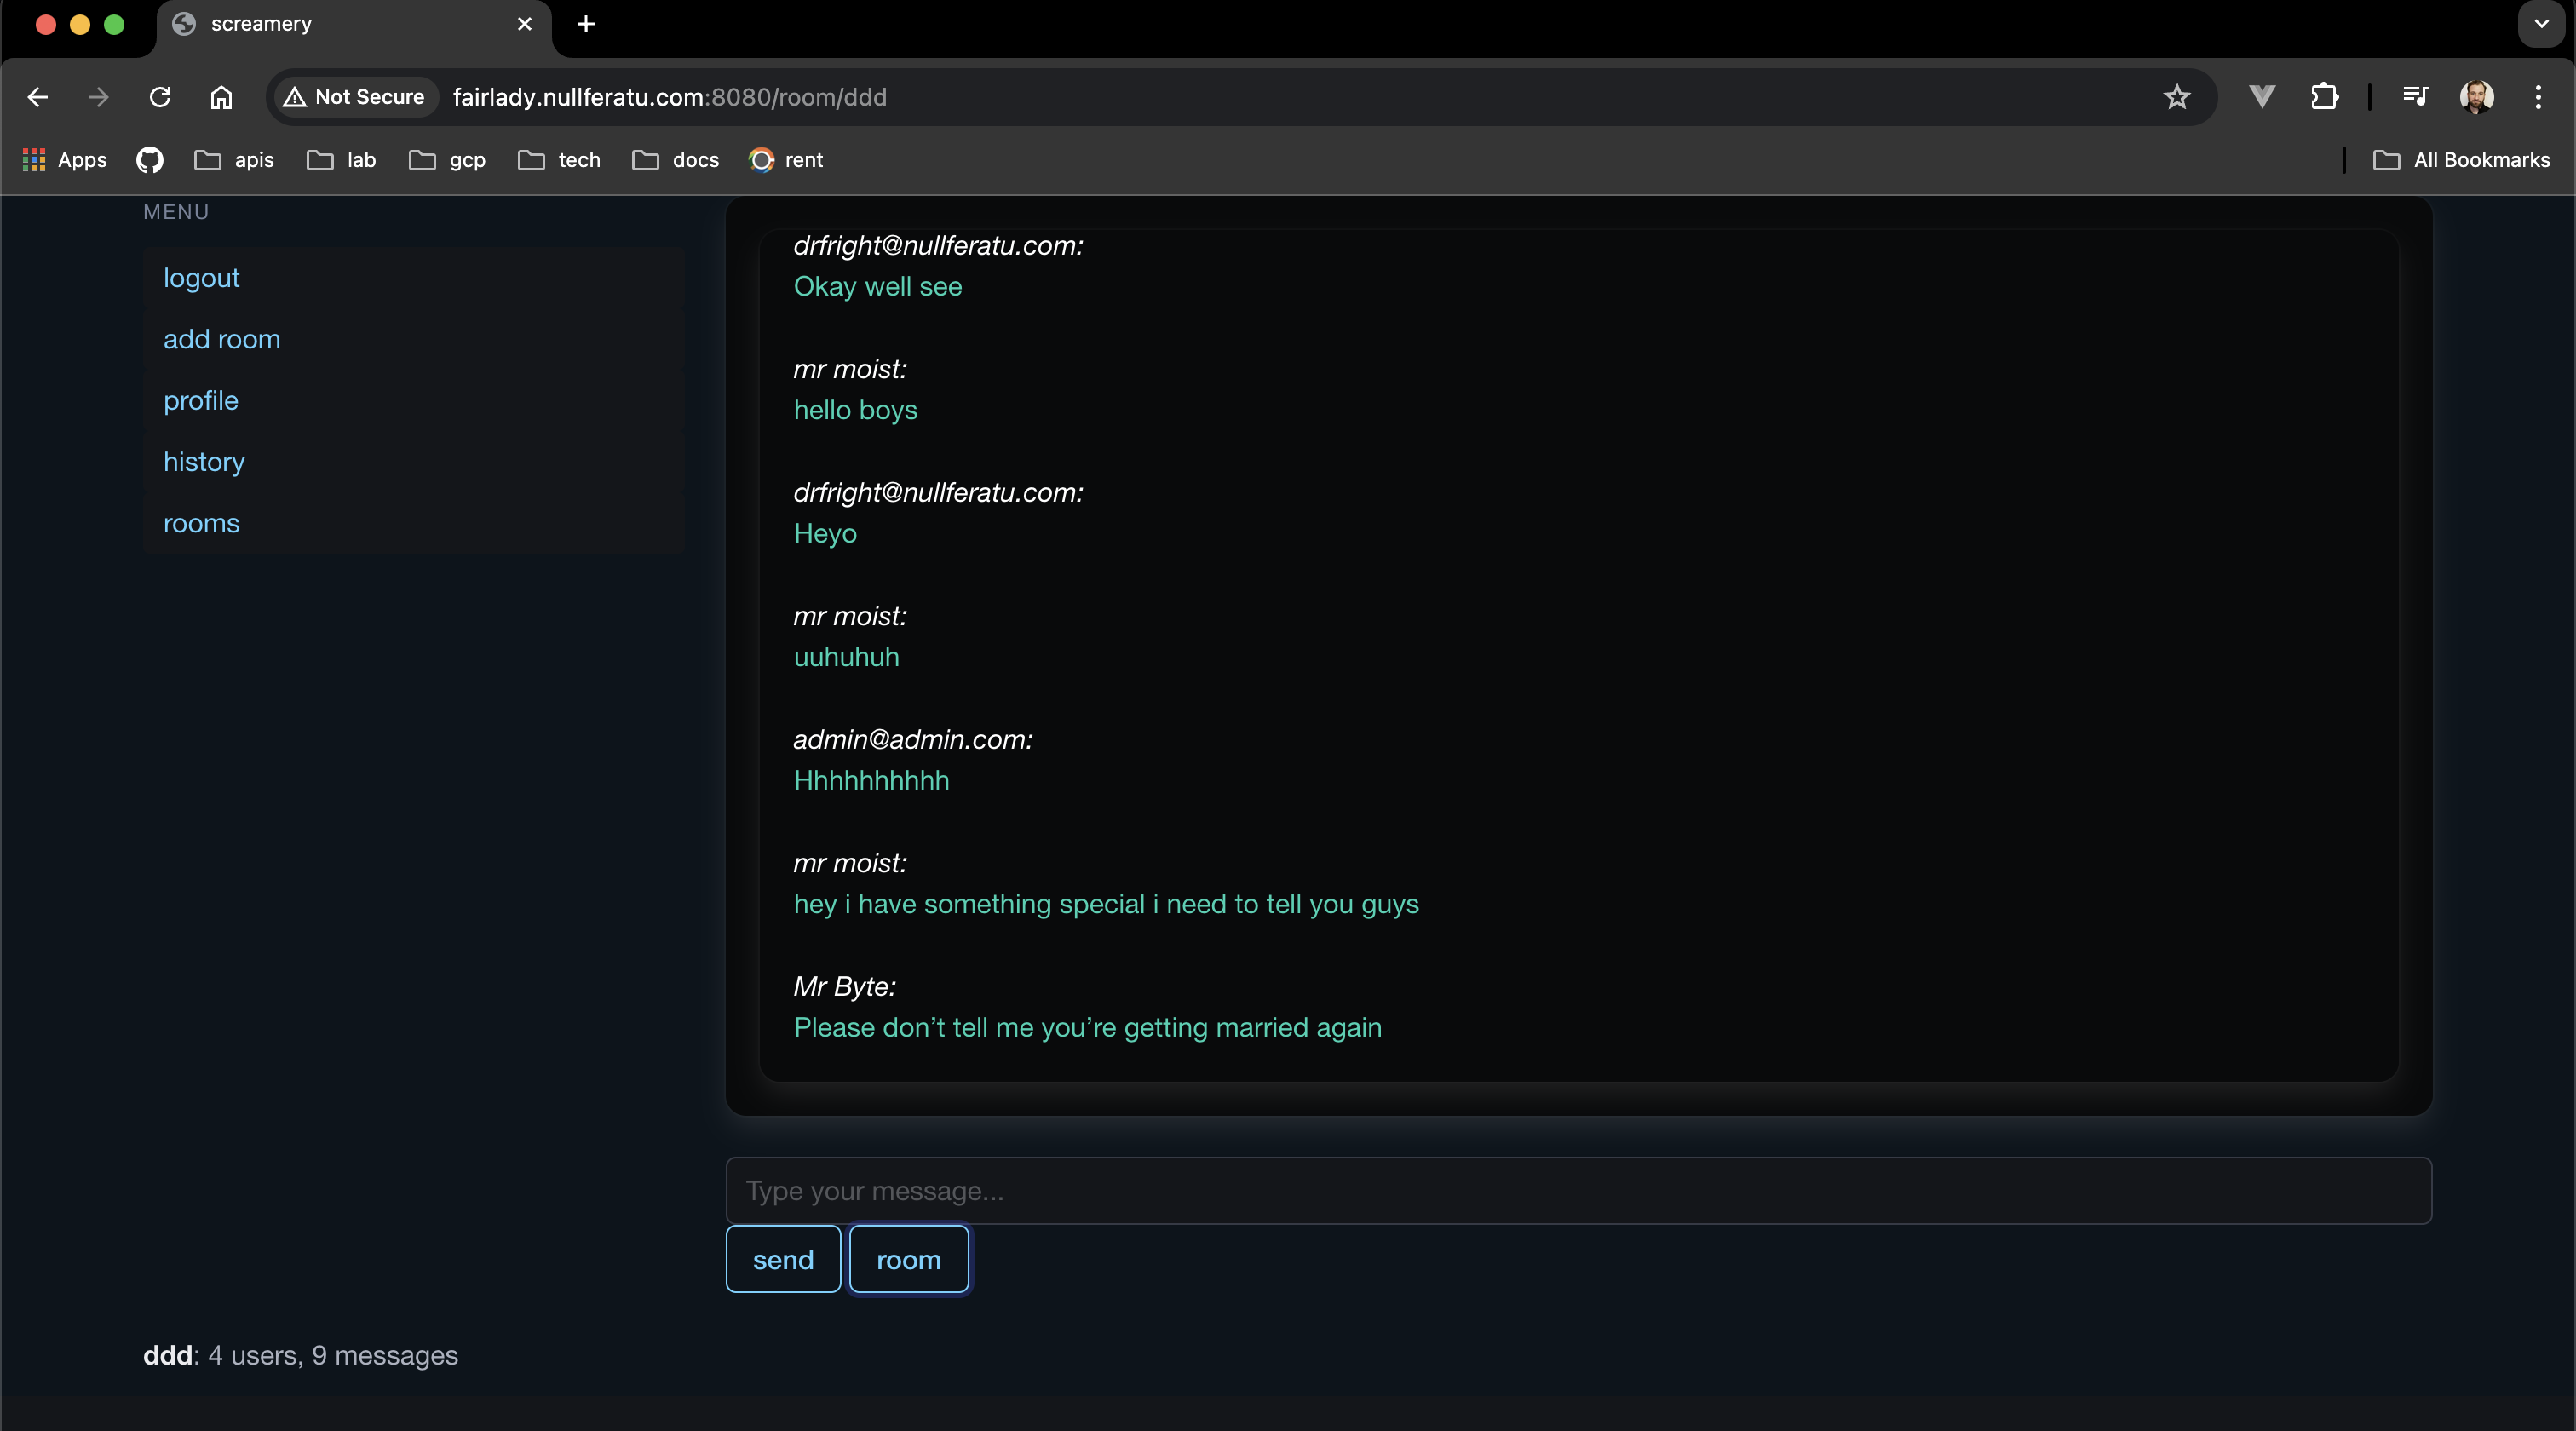 screamery
Not Secure fairlady.nullferatu.com:8080/room/ddd
Apps apis lab gcp tech docs rent All Bookmarks
MENU
logout
add room
profile
history
rooms
drfright@nullferatu.com:
Okay well see
mr moist:
hello boys
drfright@nullferatu.com:
Heyo
mr moist:
uuhuhuh
admin@admin.com:
Hhhhhhhhhh
mr moist:
hey i have something special i need to tell you guys
Mr Byte:
Please don’t tell me you’re getting married again
Type your message...
send room
ddd: 4 users, 9 messages